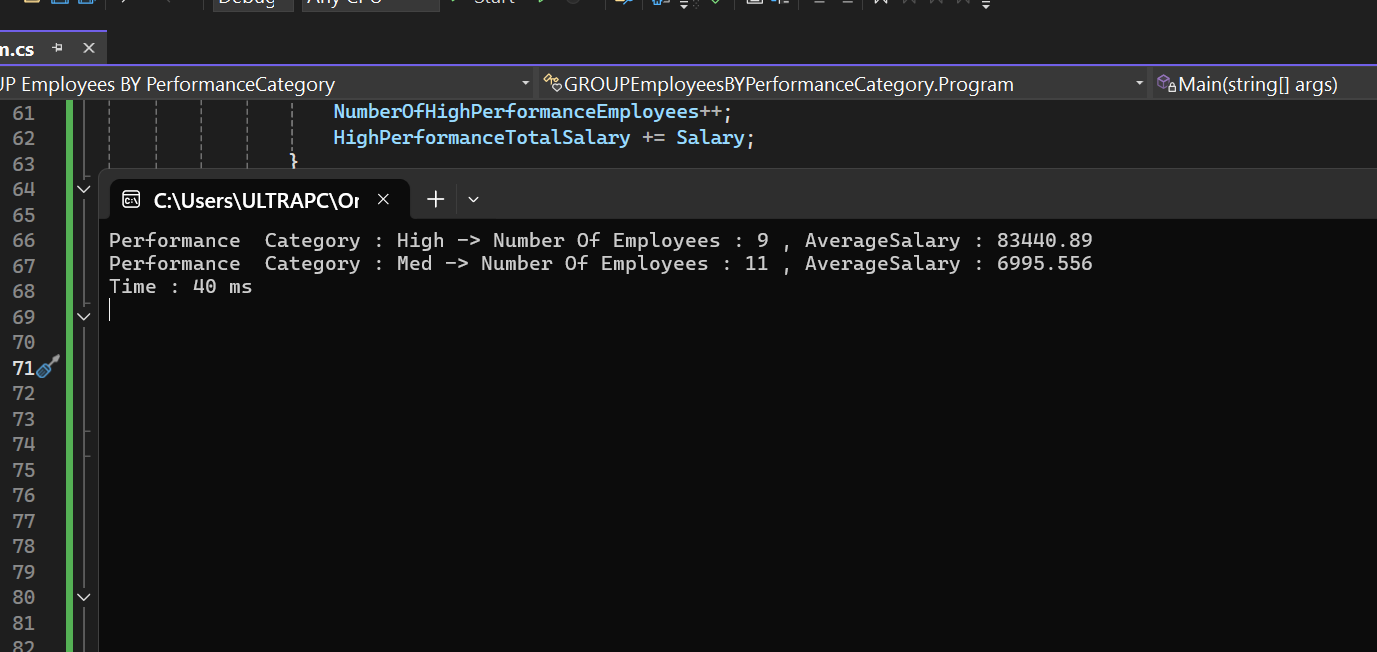 Debug Any CPU Start
m.cs
UP Employees BY PerformanceCategory GROUPEmployeesBYPerformanceCategory.Program Main(string[] args)
61 NumberOfHighPerformanceEmployees++;
62 HighPerformanceTotalSalary += Salary;
63 }
64
C:\Users\ULTRAPC\Or
65
66 Performance  Category : High -> Number Of Employees : 9 , AverageSalary : 83440.89
67 Performance  Category : Med -> Number Of Employees : 11 , AverageSalary : 6995.556
68 Time : 40 ms
69
70
71
72
73
74
75
76
77
78
79
80
81
82